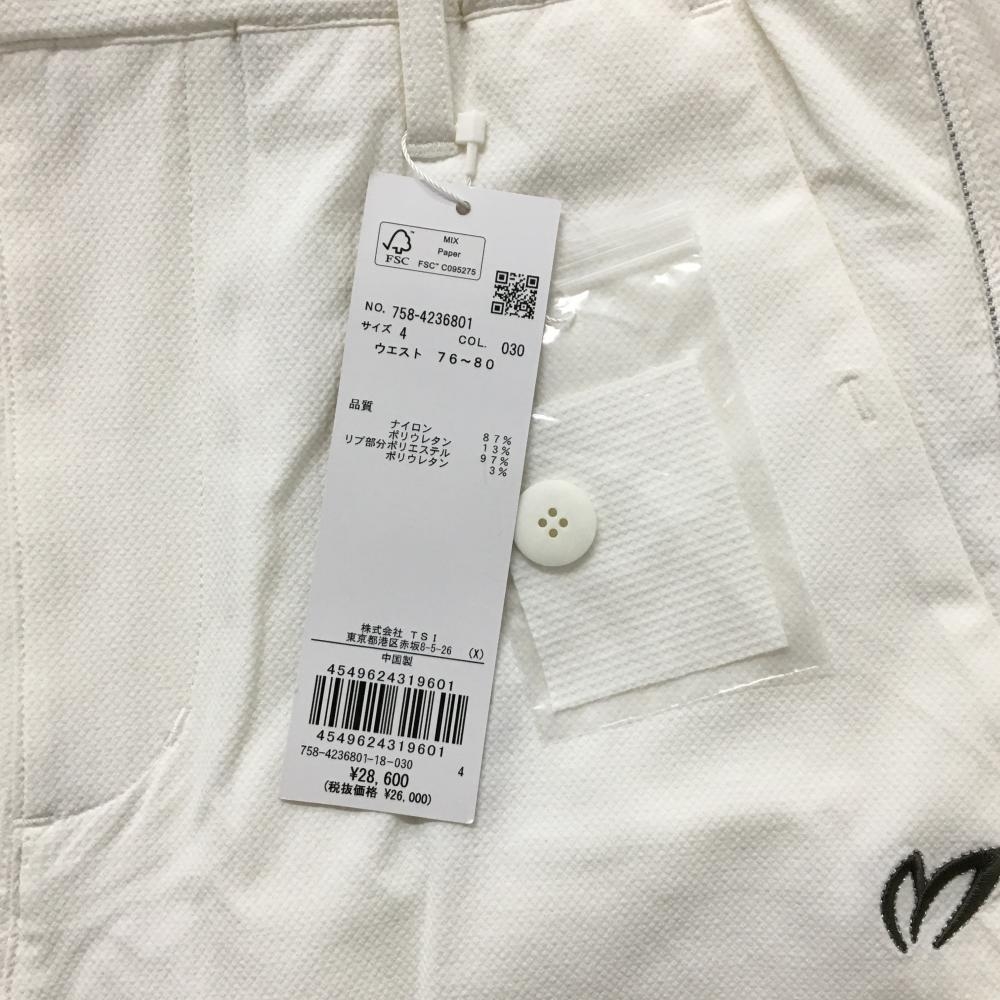 MIX
Paper
FSC™ C095275
FSC
NO. 758-4236801
サイズ 4 COL. 030
ウエスト 76～80
品質
ナイロン 87%
ポリウレタン 13%
リブ部分ポリエステル 97%
ポリウレタン 3%
株式会社 TSI
東京都港区赤坂8-5-26 (X)
中国製
4549624319601
4549624319601
758-4236801-18-030 4
¥28,600
(税抜価格 ¥26,000)